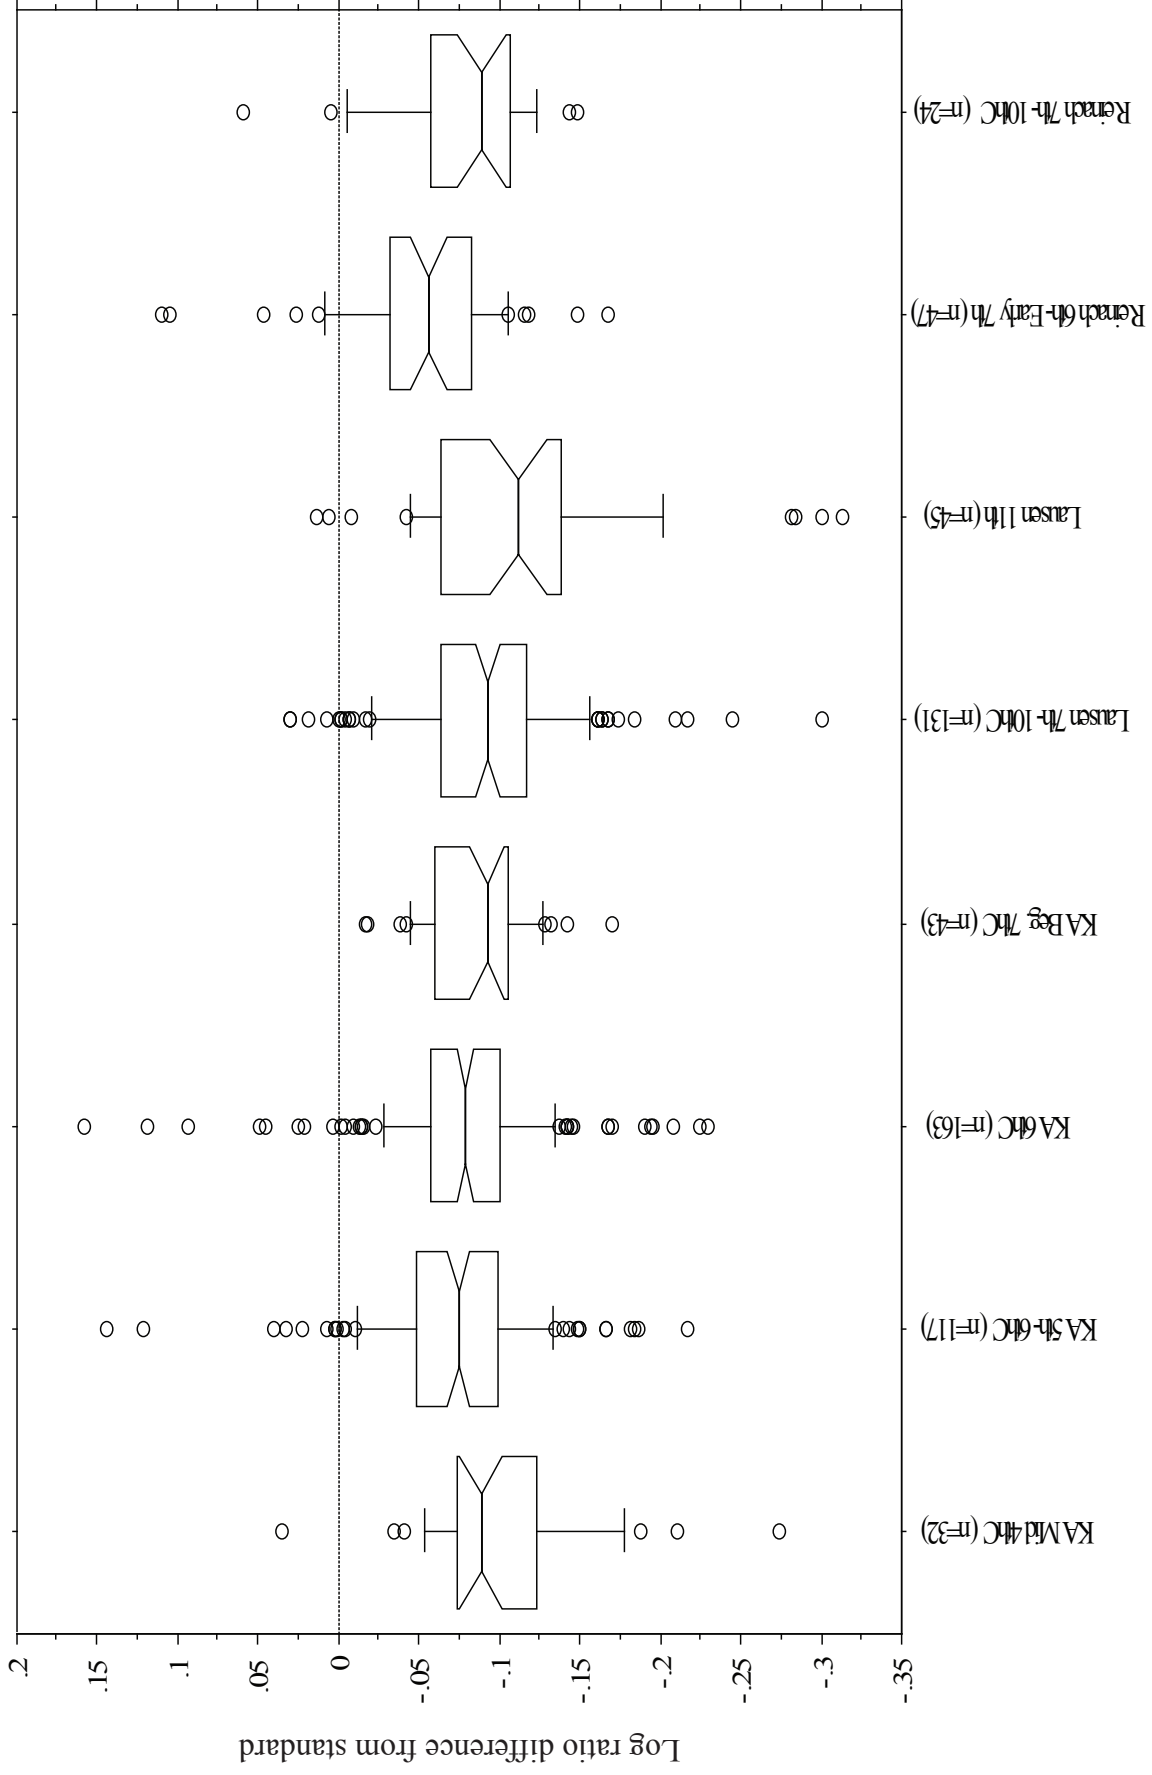 Log ratio difference from standard
.2
.15
.1
.05
0
-.05
-.1
-.15
-.2
-.25
-.3
-.35
KA Mid 4thC (n=32)
KA 5th-6thC (n=117)
KA 6thC (n=163)
KA Beg. 7thC (n=43)
Lausen 7th-10thC (n=131)
Lausen 11th (n=45)
Reinach 6th-Early 7th (n=47)
Reinach 7th-10thC (n=24)